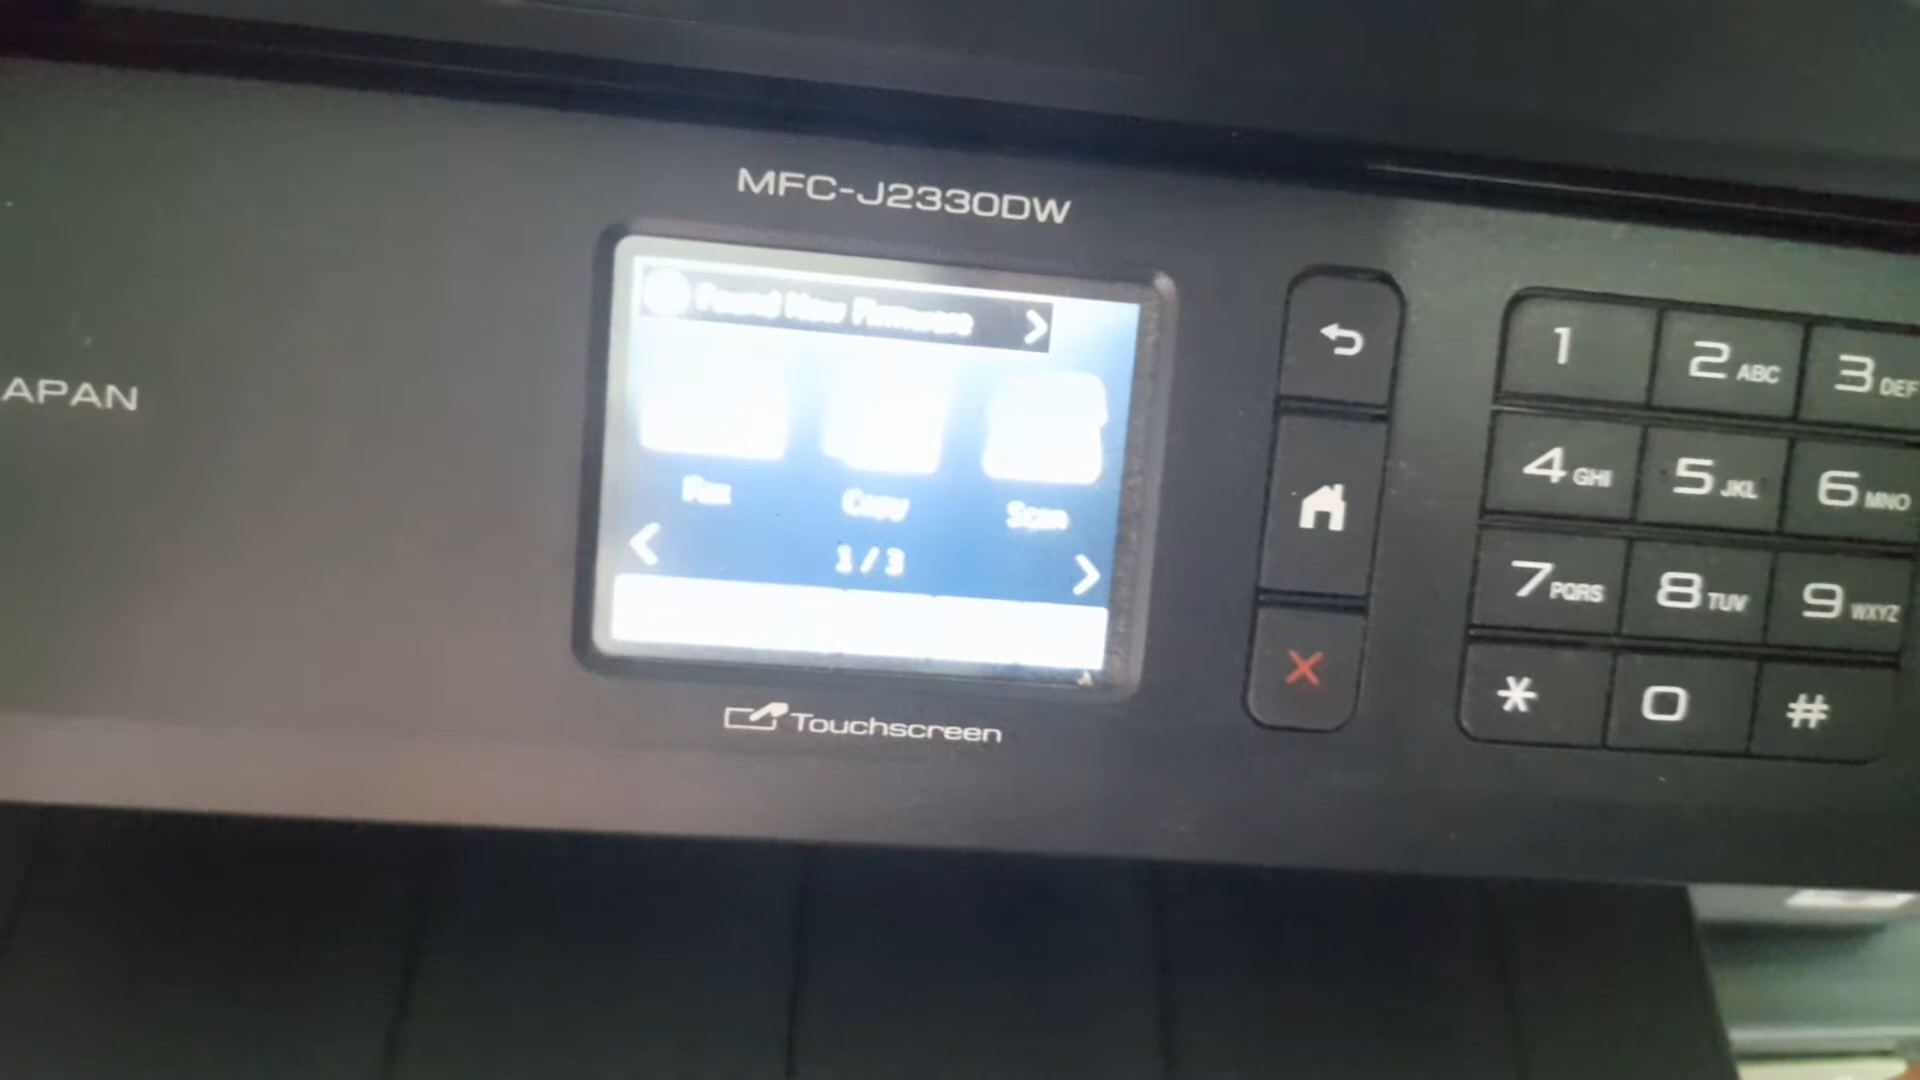 MFC-J2330DW
Found New Firmware
Fax Copy Scan
1/3
Touchscreen
APAN
1 2 ABC 3 DEF
4 GHI 5 JKL 6 MNO
7 PQRS 8 TUV 9 WXYZ
* 0 #